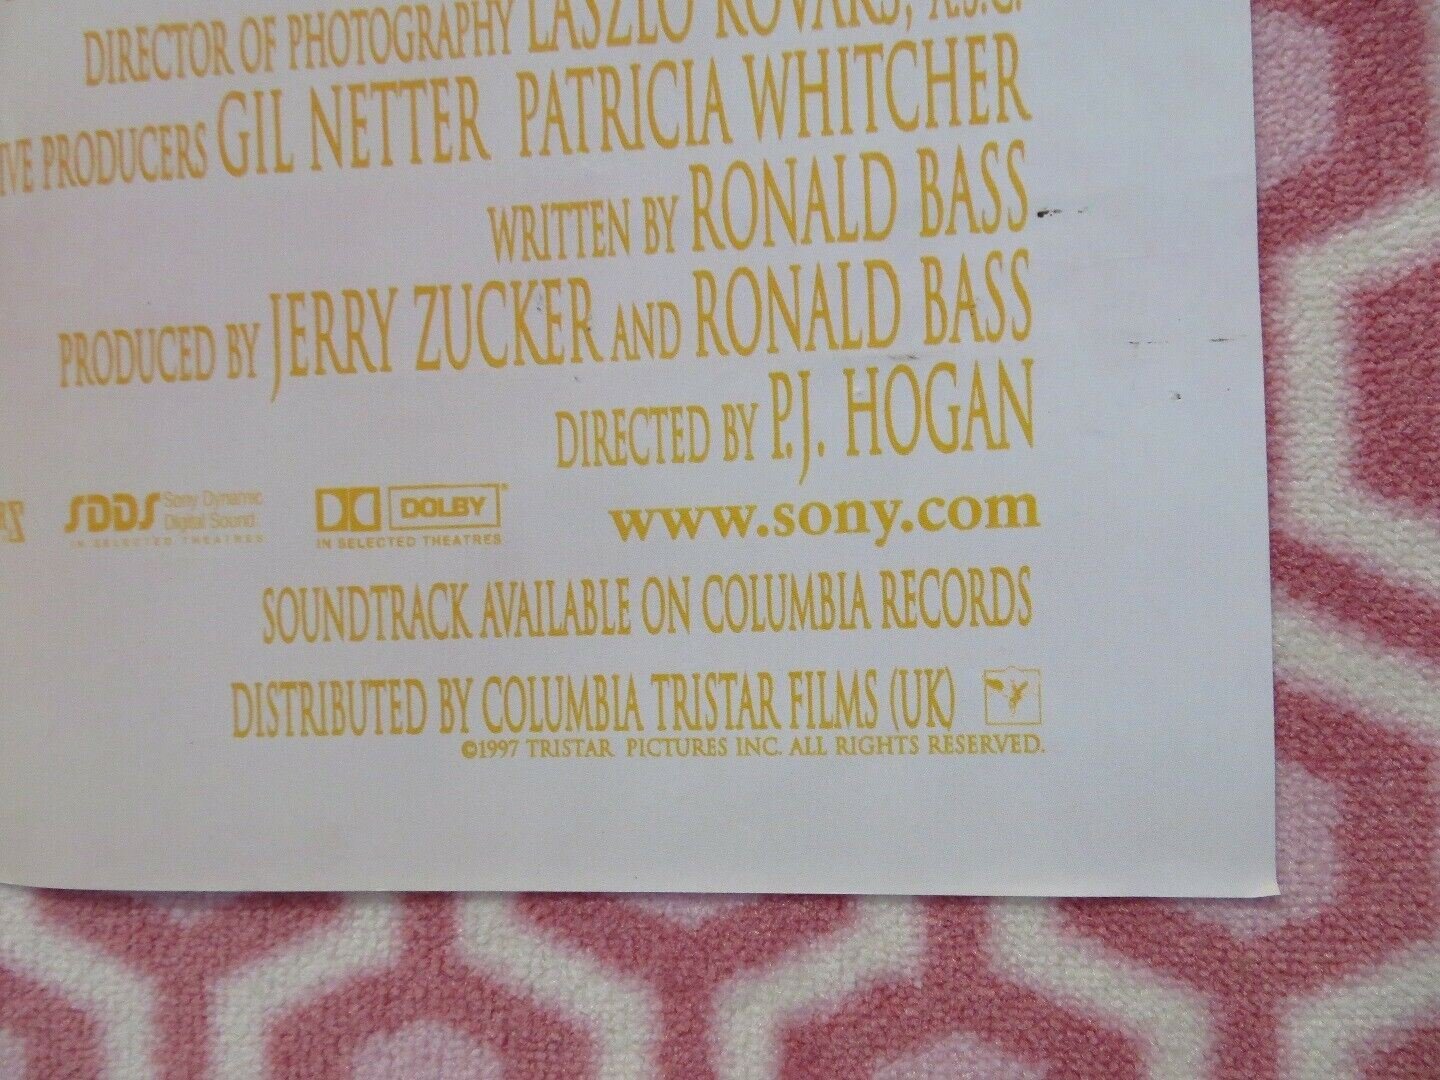 DIRECTOR OF PHOTOGRAPHY LASZLO KOVAKS, A.S.C.
PRODUCERS GIL NETTER PATRICIA WHITCHER
WRITTEN BY RONALD BASS
PRODUCED BY JERRY ZUCKER AND RONALD BASS
DIRECTED BY P.J. HOGAN
SDDS Sony Dynamic
Digital Sound.
IN SELECTED THEATRES
DOLBY
IN SELECTED THEATRES
www.sony.com
SOUNDTRACK AVAILABLE ON COLUMBIA RECORDS
DISTRIBUTED BY COLUMBIA TRISTAR FILMS (UK)
©1997 TRISTAR PICTURES INC. ALL RIGHTS RESERVED.